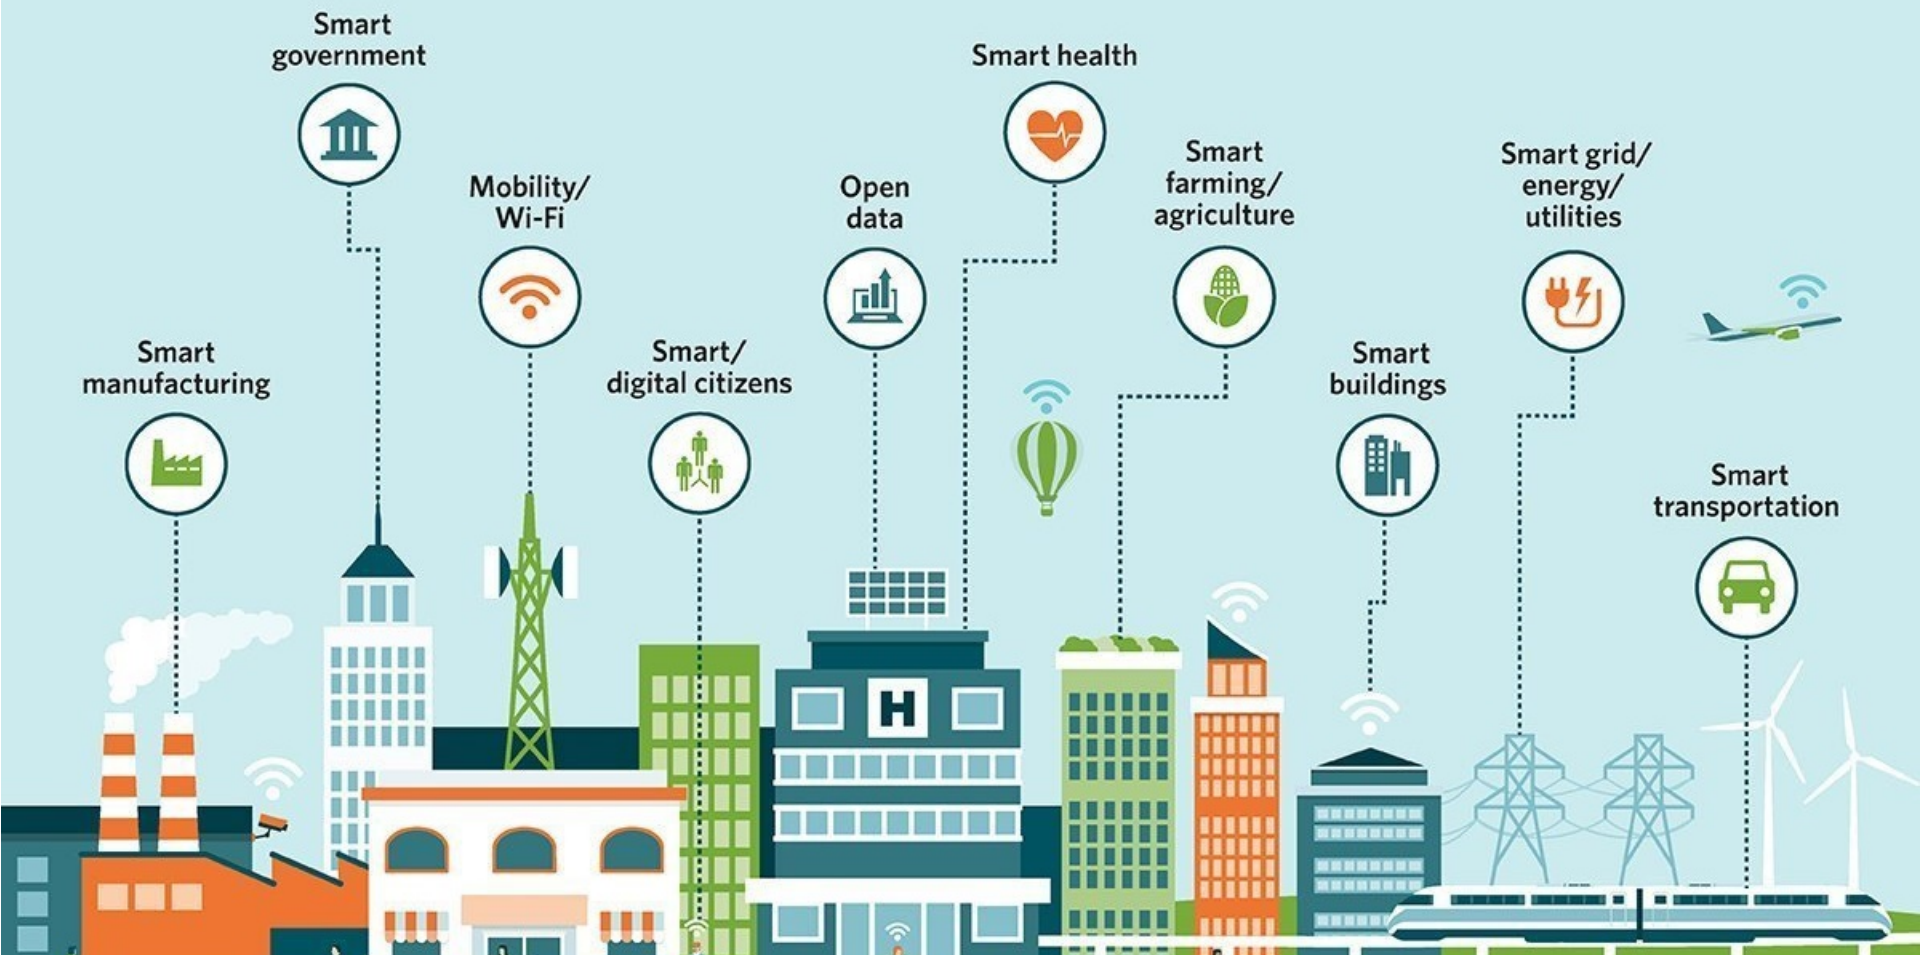 Smart
government
Smart health
Smart
farming/
agriculture
Smart grid/
energy/
utilities
Mobility/
Wi-Fi
Open
data
Smart
manufacturing
Smart/
digital citizens
Smart
buildings
Smart
transportation
H